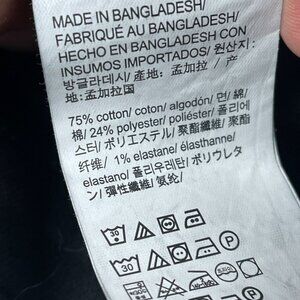 MADE IN BANGLADESH/
FABRIQUÉ AU BANGLADESH/
HECHO EN BANGLADESH CON
INSUMOS IMPORTADOS/ 원산지:
방글라데시/ 產地: 孟加拉 / 产
地: 孟加拉国
75% cotton/ coton/ algodón/ 면/ 綿/
棉/ 24% polyester/ poliéster/ 폴리에
스터/ ポリエステル/ 聚酯纖維/ 聚酯
纤维/ 1% elastane/ élasthanne/
elastano/ 폴리우레탄/ ポリウレタ
ン/ 彈性纖維/ 氨纶/
30
P
30
P
P